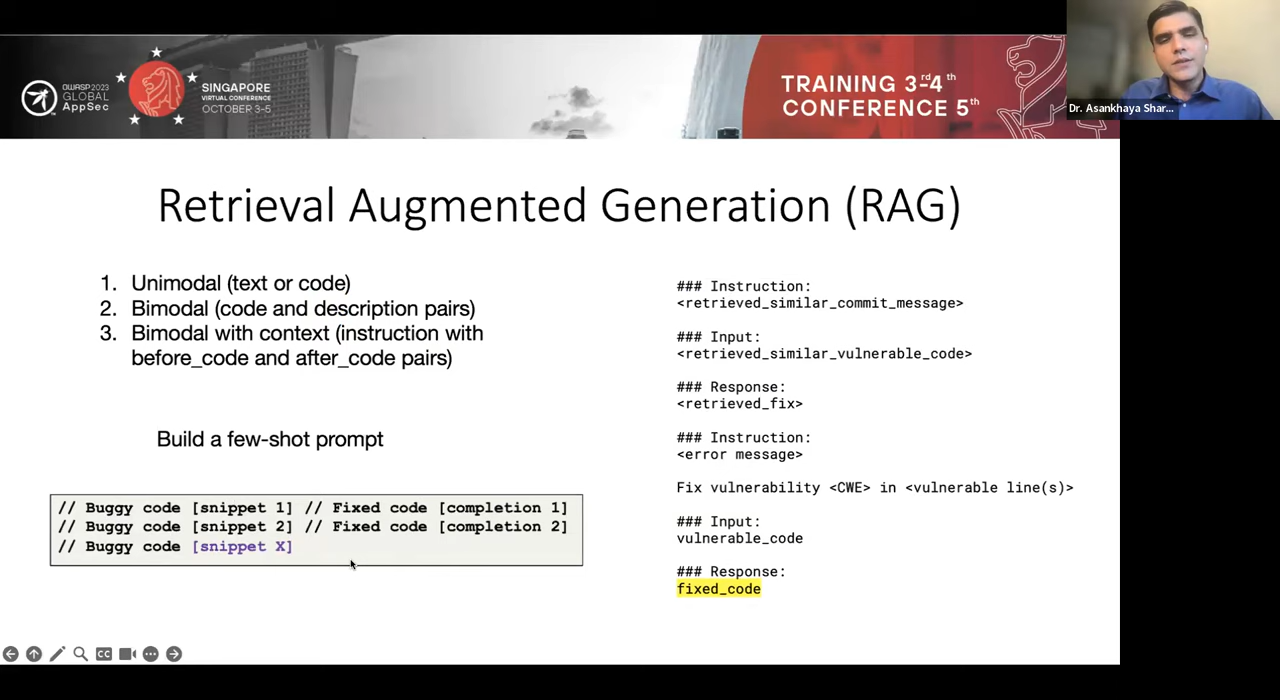 OWASP 2023
GLOBAL
AppSec
SINGAPORE
VIRTUAL CONFERENCE
OCTOBER 3-5
TRAINING 3rd-4th
CONFERENCE 5th
Dr. Asankhaya Shar...
Retrieval Augmented Generation (RAG)
1. Unimodal (text or code)
2. Bimodal (code and description pairs)
3. Bimodal with context (instruction with
before_code and after_code pairs)
Build a few-shot prompt
// Buggy code [snippet 1] // Fixed code [completion 1]
// Buggy code [snippet 2] // Fixed code [completion 2]
// Buggy code [snippet X]
### Instruction:
<retrieved_similar_commit_message>
### Input:
<retrieved_similar_vulnerable_code>
### Response:
<retrieved_fix>
### Instruction:
<error message>
Fix vulnerability <CWE> in <vulnerable line(s)>
### Input:
vulnerable_code
### Response:
fixed_code
CC